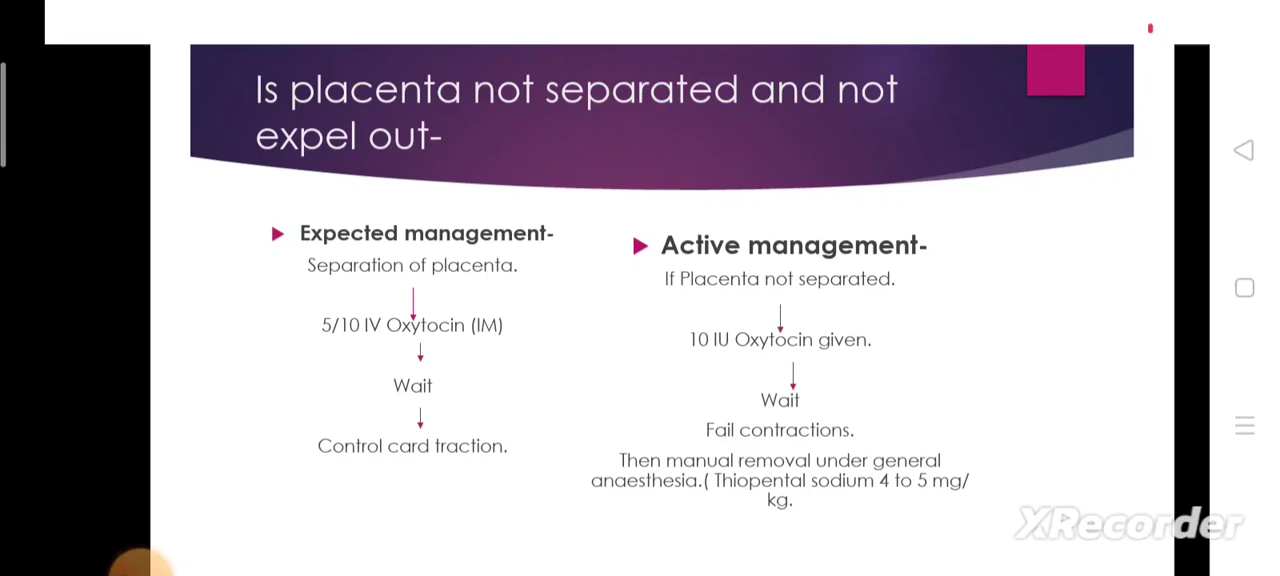 Is placenta not separated and not
expel out-
Expected management-
Separation of placenta.
5/10 IV Oxytocin (IM)
Wait
Control card traction.
Active management-
If Placenta not separated.
10 IU Oxytocin given.
Wait
Fail contractions.
Then manual removal under general
anaesthesia.( Thiopental sodium 4 to 5 mg/
kg.
XRecorder